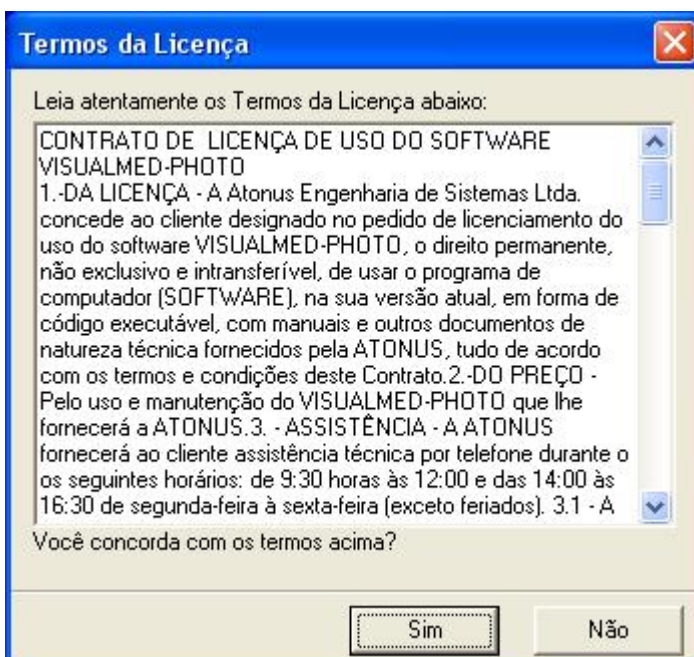 Termos da Licença
Leia atentamente os Termos da Licença abaixo:
CONTRATO DE  LICENÇA DE USO DO SOFTWARE
VISUALMED-PHOTO
1.-DA LICENÇA - A Atonus Engenharia de Sistemas Ltda.
concede ao cliente designado no pedido de licenciamento do
uso do software VISUALMED-PHOTO, o direito permanente,
não exclusivo e intransferível, de usar o programa de
computador (SOFTWARE), na sua versão atual, em forma de
código executável, com manuais e outros documentos de
natureza técnica fornecidos pela ATONUS, tudo de acordo
com os termos e condições deste Contrato.2.-DO PREÇO -
Pelo uso e manutenção do VISUALMED-PHOTO que lhe
fornecerá a ATONUS.3. - ASSISTÊNCIA - A ATONUS
fornecerá ao cliente assistência técnica por telefone durante o
os seguintes horários: de 9:30 horas às 12:00 e das 14:00 às
16:30 de segunda-feira à sexta-feira (exceto feriados). 3.1 - A
Você concorda com os termos acima?
Sim
Não